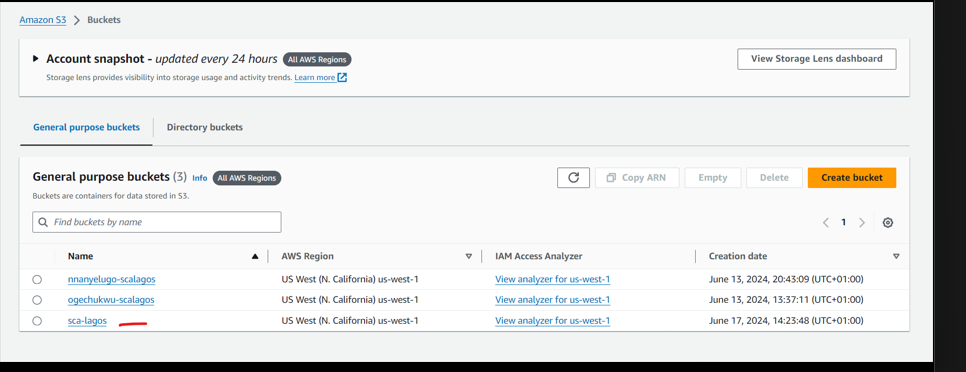 Amazon S3 > Buckets
Account snapshot - updated every 24 hours All AWS Regions View Storage Lens dashboard
Storage lens provides visibility into storage usage and activity trends. Learn more
General purpose buckets Directory buckets
General purpose buckets (3) Info All AWS Regions Copy ARN Empty Delete Create bucket
Buckets are containers for data stored in S3.
Find buckets by name 1
Name AWS Region IAM Access Analyzer Creation date
nnanyelugo-scalagos US West (N. California) us-west-1 View analyzer for us-west-1 June 13, 2024, 20:43:09 (UTC+01:00)
ogechukwu-scalagos US West (N. California) us-west-1 View analyzer for us-west-1 June 13, 2024, 13:37:11 (UTC+01:00)
sca-lagos US West (N. California) us-west-1 View analyzer for us-west-1 June 17, 2024, 14:23:48 (UTC+01:00)